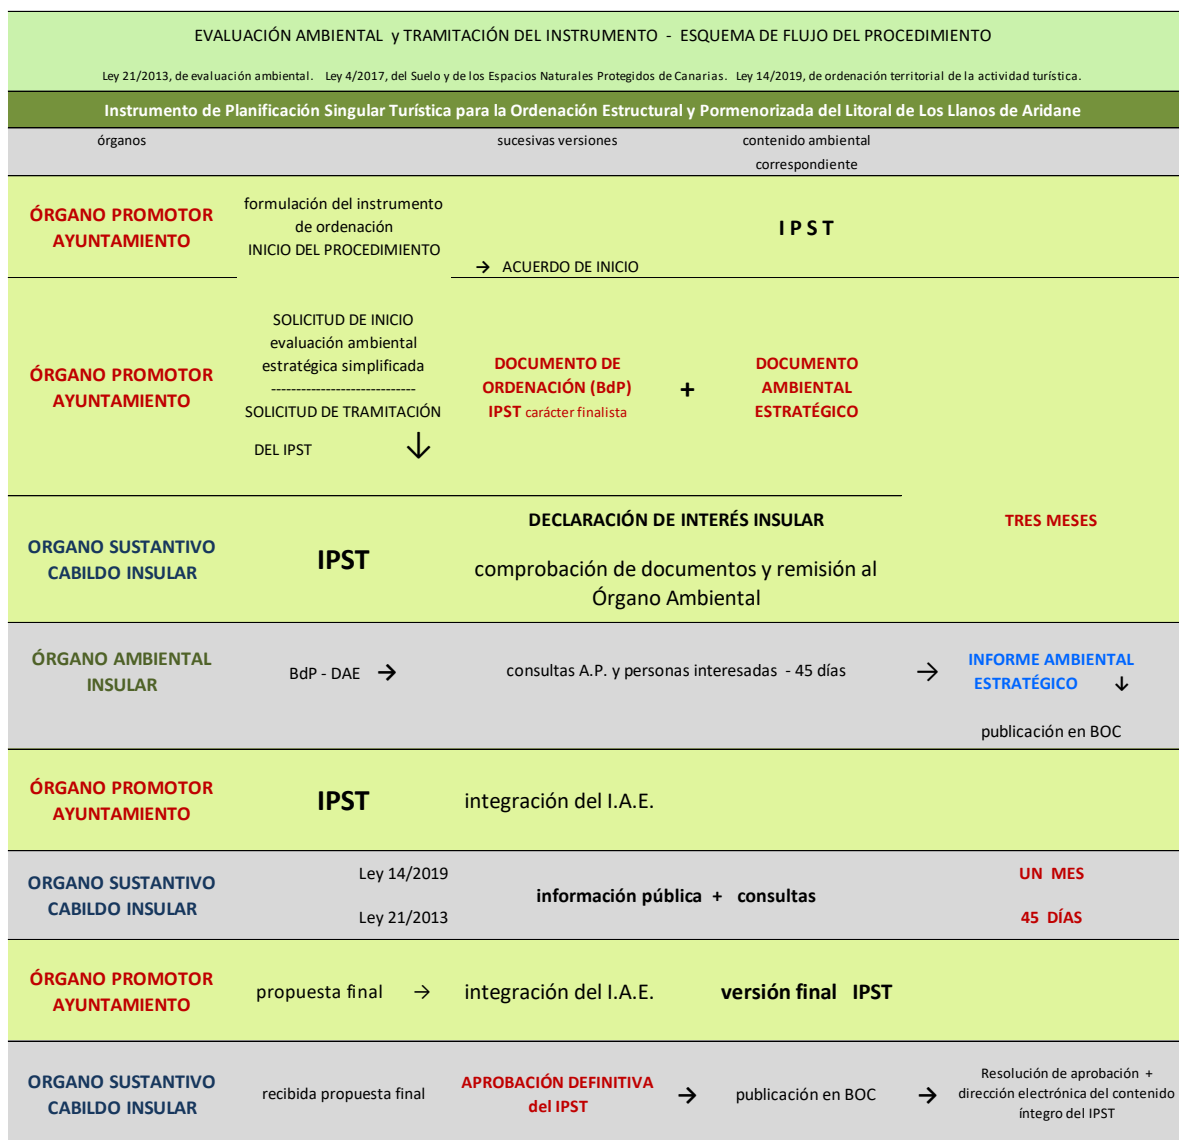 EVALUACIÓN AMBIENTAL y TRAMITACIÓN DEL INSTRUMENTO - ESQUEMA DE FLUJO DEL PROCEDIMIENTO
Ley 21/2013, de evaluación ambiental. Ley 4/2017, del Suelo y de los Espacios Naturales Protegidos de Canarias. Ley 14/2019, de ordenación territorial de la actividad turística.
Instrumento de Planificación Singular Turística para la Ordenación Estructural y Pormenorizada del Litoral de Los Llanos de Aridane
órganos
sucesivas versiones
contenido ambiental
correspondiente
ÓRGANO PROMOTOR
AYUNTAMIENTO
formulación del instrumento
de ordenación
INICIO DEL PROCEDIMIENTO
→ ACUERDO DE INICIO
I P S T
ÓRGANO PROMOTOR
AYUNTAMIENTO
SOLICITUD DE INICIO
evaluación ambiental
estratégica simplificada
----------------------------
SOLICITUD DE TRAMITACIÓN
DEL IPST ↓
DOCUMENTO DE
ORDENACIÓN (BdP)
IPST carácter finalista
+
DOCUMENTO
AMBIENTAL
ESTRATÉGICO
ORGANO SUSTANTIVO
CABILDO INSULAR
IPST
DECLARACIÓN DE INTERÉS INSULAR
comprobación de documentos y remisión al
Órgano Ambiental
TRES MESES
ÓRGANO AMBIENTAL
INSULAR
BdP - DAE →
consultas A.P. y personas interesadas - 45 días
→
INFORME AMBIENTAL
ESTRATÉGICO ↓
publicación en BOC
ÓRGANO PROMOTOR
AYUNTAMIENTO
IPST
integración del I.A.E.
ORGANO SUSTANTIVO
CABILDO INSULAR
Ley 14/2019
Ley 21/2013
información pública + consultas
UN MES
45 DÍAS
ÓRGANO PROMOTOR
AYUNTAMIENTO
propuesta final →
integración del I.A.E.
versión final IPST
ORGANO SUSTANTIVO
CABILDO INSULAR
recibida propuesta final
APROBACIÓN DEFINITIVA
del IPST
→
publicación en BOC
→
Resolución de aprobación +
dirección electrónica del contenido
íntegro del IPST